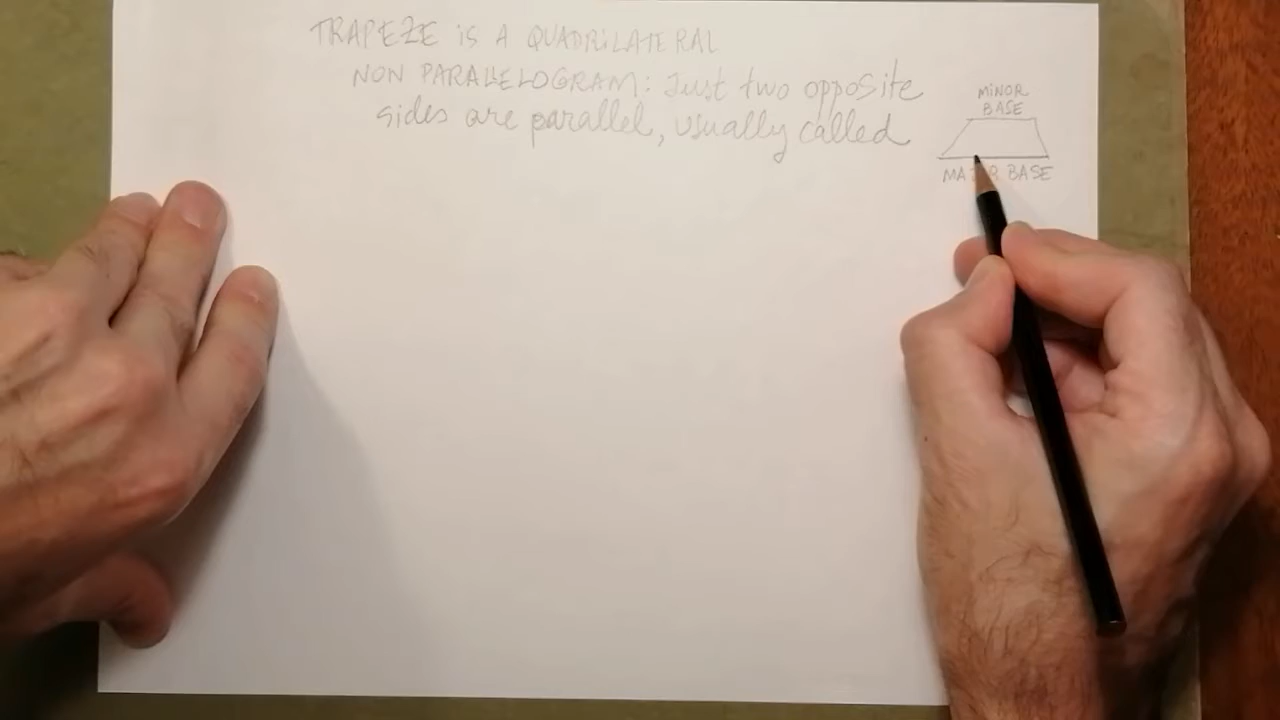 TRAPEZE is A QUADRiLATERAL
NON PARALLELOGRAM: Just two opposite
sides are parallel, usually called
MiNOR
BASE
BASE